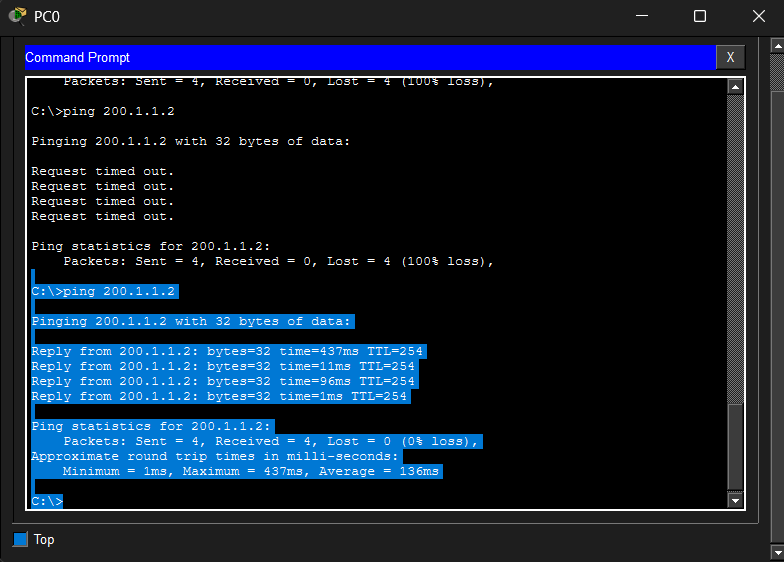 PC0
Command Prompt
X
Packets: Sent = 4, Received = 0, Lost = 4 (100% loss),
C:\>ping 200.1.1.2
Pinging 200.1.1.2 with 32 bytes of data:
Request timed out.
Request timed out.
Request timed out.
Request timed out.
Ping statistics for 200.1.1.2:
Packets: Sent = 4, Received = 0, Lost = 4 (100% loss),
C:\>ping 200.1.1.2
Pinging 200.1.1.2 with 32 bytes of data:
Reply from 200.1.1.2: bytes=32 time=437ms TTL=254
Reply from 200.1.1.2: bytes=32 time=11ms TTL=254
Reply from 200.1.1.2: bytes=32 time=96ms TTL=254
Reply from 200.1.1.2: bytes=32 time=1ms TTL=254
Ping statistics for 200.1.1.2:
Packets: Sent = 4, Received = 4, Lost = 0 (0% loss),
Approximate round trip times in milli-seconds:
Minimum = 1ms, Maximum = 437ms, Average = 136ms
C:\>
Top